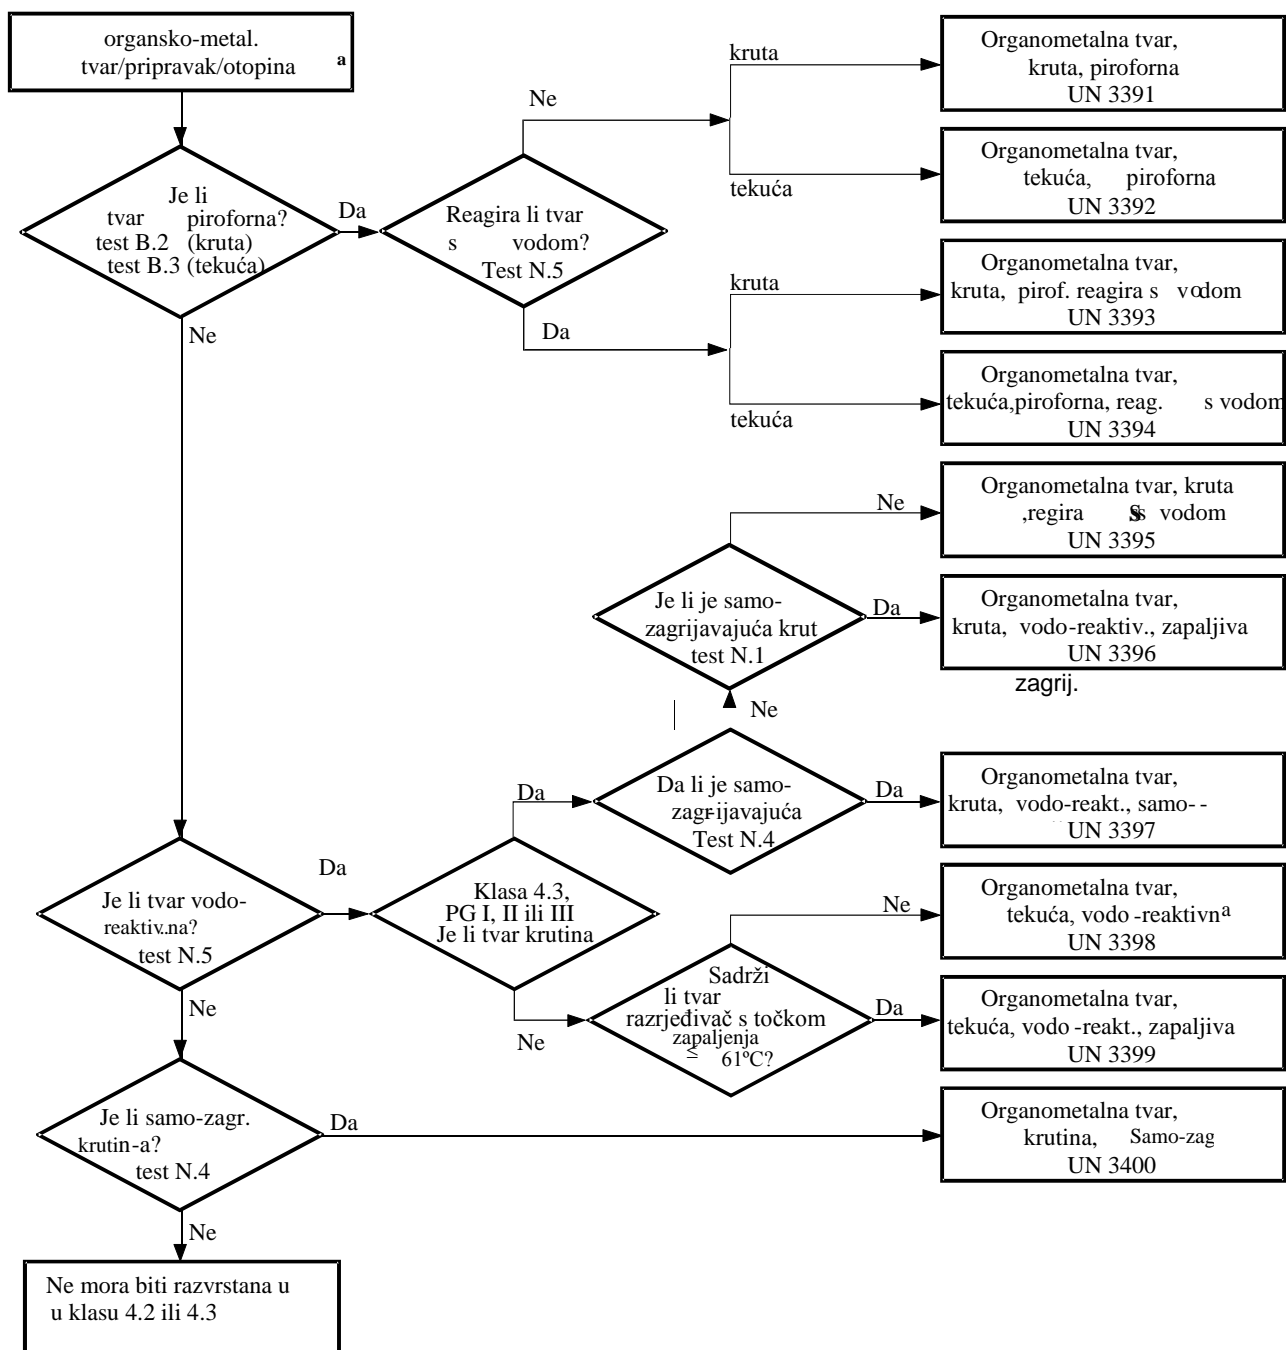 organsko-metal.
tvar/pripravak/otopina a
Je li
tvar piroforna?
test B.2 (kruta)
test B.3 (tekuća)
Da
Ne
Reagira li tvar
s vodom?
Test N.5
Ne
Da
kruta
tekuća
kruta
tekuća
Organometalna tvar,
kruta, piroforna
UN 3391
Organometalna tvar,
tekuća, piroforna
UN 3392
Organometalna tvar,
kruta, pirof. reagira s vodom
UN 3393
Organometalna tvar,
tekuća,piroforna, reag. s vodom
UN 3394
Ne
Organometalna tvar, kruta
,regira s vodom
UN 3395
Je li je samo-
zagrijavajuća krut
test N.1
Da
Organometalna tvar,
kruta, vodo-reaktiv., zapaljiva
UN 3396
zagrij.
Ne
Da li je samo-
zagr-ijavajuća
Test N.4
Da
Da
Organometalna tvar,
kruta, vodo-reakt., samo- -
UN 3397
Je li tvar vodo-
reaktiv..na?
test N.5
Da
Klasa 4.3,
PG I, II ili III
Je li tvar krutina
Ne
Organometalna tvar,
tekuća, vodo -reaktivna
UN 3398
Ne
Ne
Sadrži
li tvar
razrjeđivač s točkom
zapaljenja
≤ 61ºC?
Da
Organometalna tvar,
tekuća, vodo -reakt., zapaljiva
UN 3399
Je li samo-zagr.
krutin-a?
test N.4
Da
Organometalna tvar,
krutina, Samo-zag
UN 3400
Ne
Ne mora biti razvrstana u
u klasu 4.2 ili 4.3